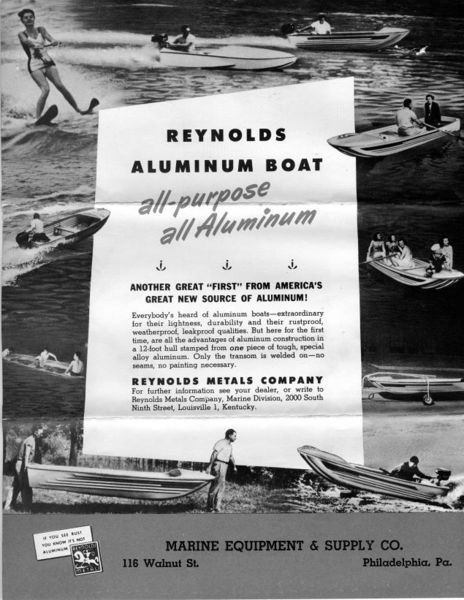 REYNOLDS
ALUMINUM BOAT
all-purpose
all Aluminum
ANOTHER GREAT "FIRST" FROM AMERICA'S
GREAT NEW SOURCE OF ALUMINUM!
Everybody's heard of aluminum boats—extraordinary
for their lightness, durability and their rustproof,
weatherproof, leakproof qualities. But here for the first
time, are all the advantages of aluminum construction in
a 12-foot hull stamped from one piece of tough, special
alloy aluminum. Only the transom is welded on—no
seams, no painting necessary.
REYNOLDS METALS COMPANY
For further information see your dealer, or write to
Reynolds Metals Company, Marine Division, 2000 South
Ninth Street, Louisville 1, Kentucky.
IF YOU SEE RUST
YOU KNOW IT'S NOT
ALUMINUM
REYNOLDS
MARINE EQUIPMENT & SUPPLY CO.
116 Walnut St. Philadelphia, Pa.